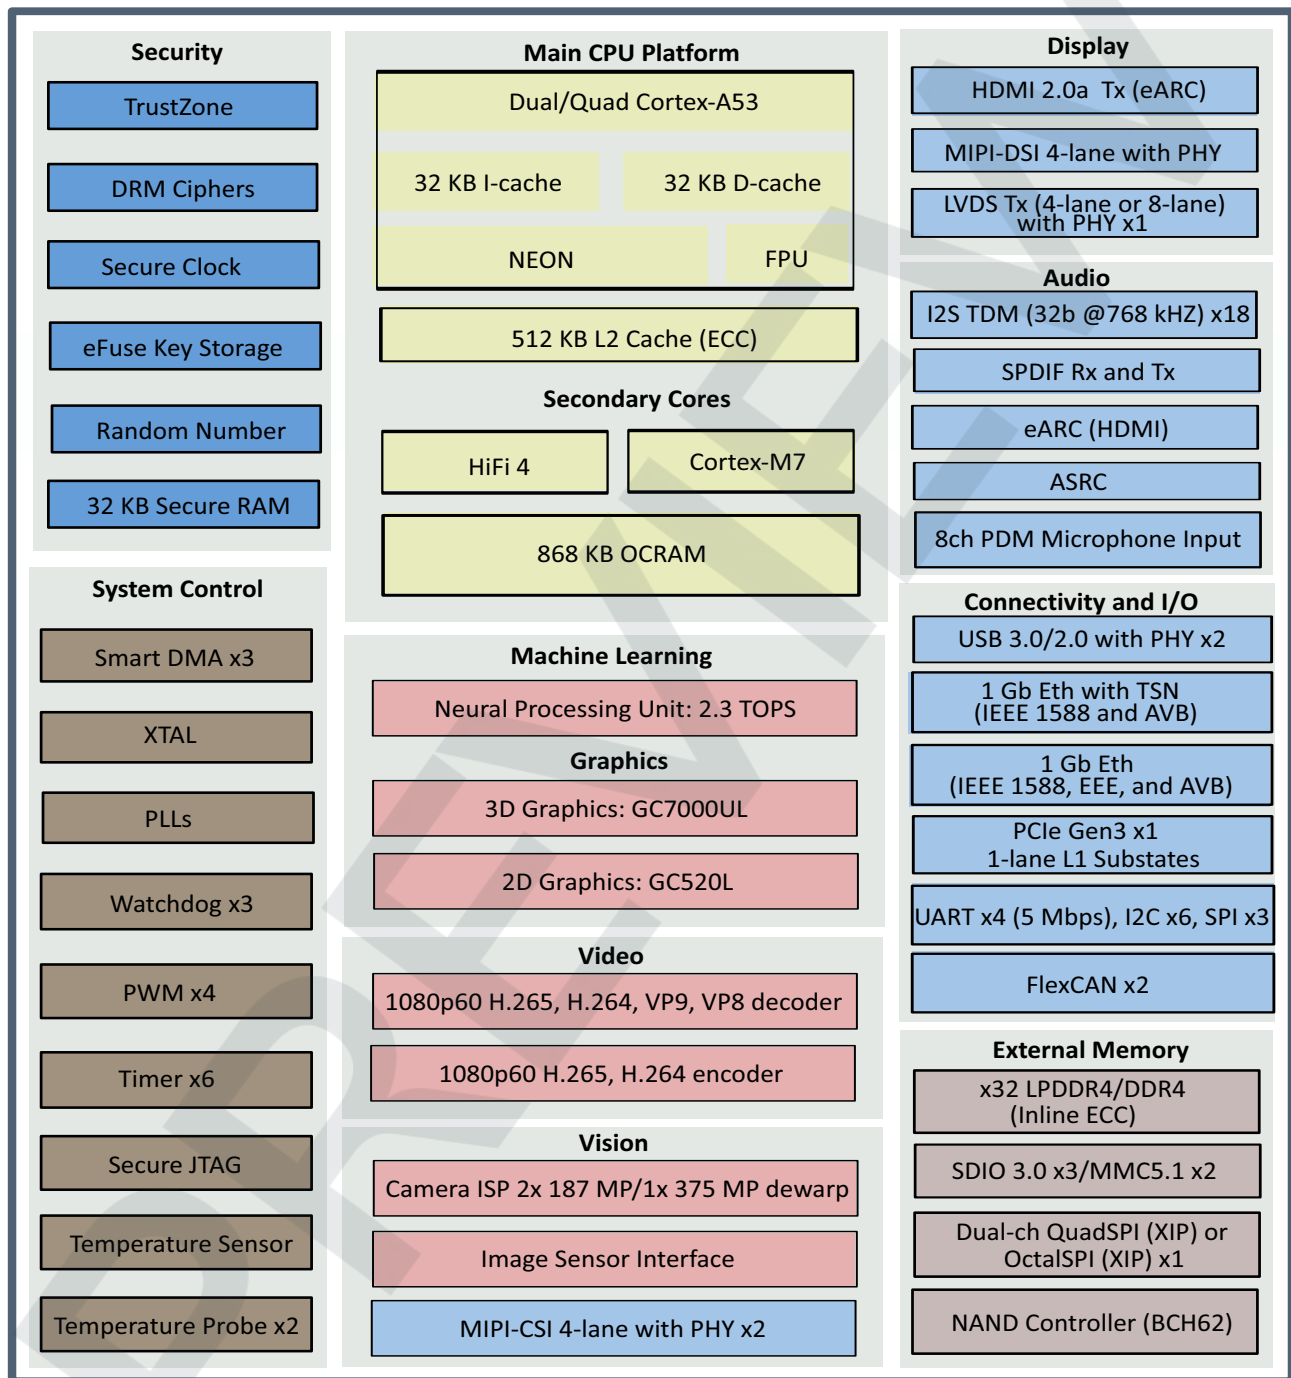 Security
TrustZone
DRM Ciphers
Secure Clock
eFuse Key Storage
Random Number
32 KB Secure RAM
System Control
Smart DMA x3
XTAL
PLLs
Watchdog x3
PWM x4
Timer x6
Secure JTAG
Temperature Sensor
Temperature Probe x2
Main CPU Platform
Dual/Quad Cortex-A53
32 KB I-cache
32 KB D-cache
NEON
FPU
512 KB L2 Cache (ECC)
Secondary Cores
HiFi 4
Cortex-M7
868 KB OCRAM
Machine Learning
Neural Processing Unit: 2.3 TOPS
Graphics
3D Graphics: GC7000UL
2D Graphics: GC520L
Video
1080p60 H.265, H.264, VP9, VP8 decoder
1080p60 H.265, H.264 encoder
Vision
Camera ISP 2x 187 MP/1x 375 MP dewarp
Image Sensor Interface
MIPI-CSI 4-lane with PHY x2
Display
HDMI 2.0a Tx (eARC)
MIPI-DSI 4-lane with PHY
LVDS Tx (4-lane or 8-lane)
with PHY x1
Audio
I2S TDM (32b @768 kHZ) x18
SPDIF Rx and Tx
eARC (HDMI)
ASRC
8ch PDM Microphone Input
Connectivity and I/O
USB 3.0/2.0 with PHY x2
1 Gb Eth with TSN
(IEEE 1588 and AVB)
1 Gb Eth
(IEEE 1588, EEE, and AVB)
PCIe Gen3 x1
1-lane L1 Substates
UART x4 (5 Mbps), I2C x6, SPI x3
FlexCAN x2
External Memory
x32 LPDDR4/DDR4
(Inline ECC)
SDIO 3.0 x3/MMC5.1 x2
Dual-ch QuadSPI (XIP) or
OctalSPI (XIP) x1
NAND Controller (BCH62)
PREVIEW